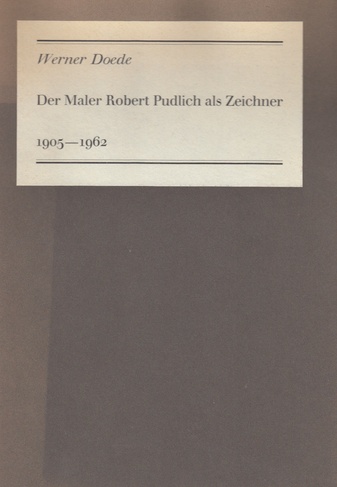 Werner Doede
Der Maler Robert Pudlich als Zeichner
1905—1962